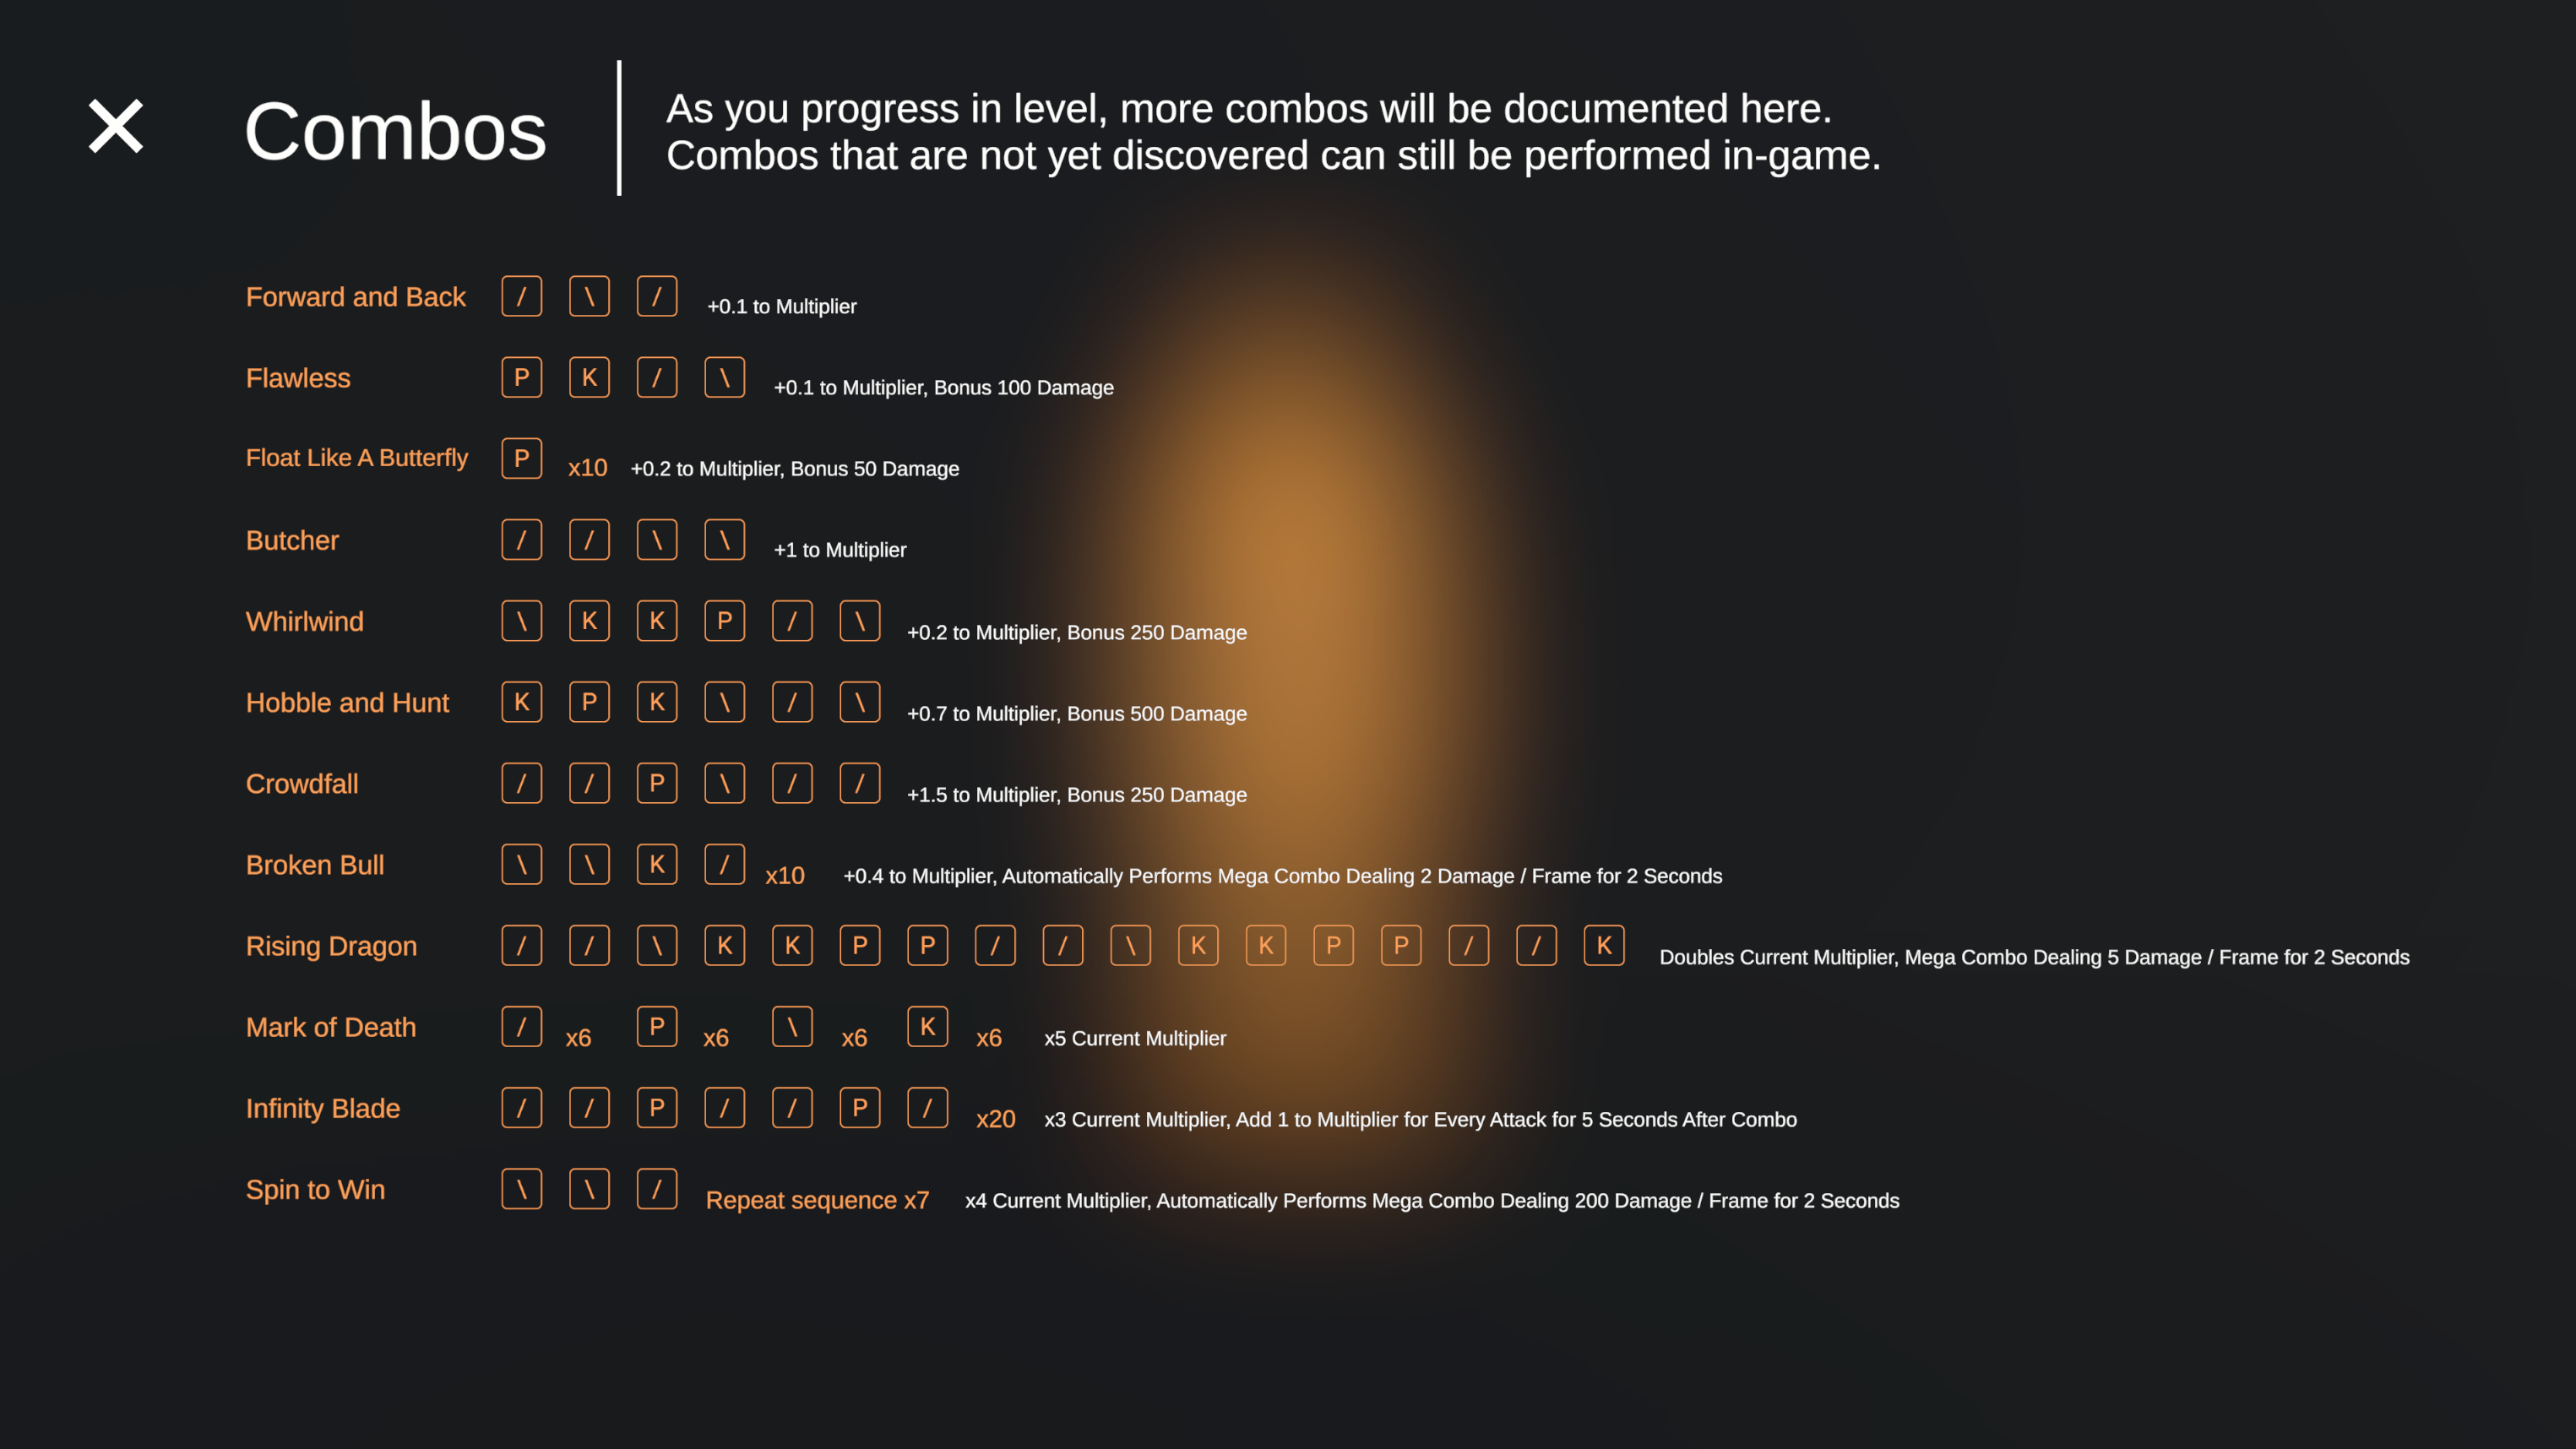 Combos
As you progress in level, more combos will be documented here.
Combos that are not yet discovered can still be performed in-game.
Forward and Back / \ / +0.1 to Multiplier
Flawless P K / \ +0.1 to Multiplier, Bonus 100 Damage
Float Like A Butterfly P x10 +0.2 to Multiplier, Bonus 50 Damage
Butcher / / \ \ +1 to Multiplier
Whirlwind \ K K P / \ +0.2 to Multiplier, Bonus 250 Damage
Hobble and Hunt K P K \ / \ +0.7 to Multiplier, Bonus 500 Damage
Crowdfall / / P \ / / +1.5 to Multiplier, Bonus 250 Damage
Broken Bull \ \ K / x10 +0.4 to Multiplier, Automatically Performs Mega Combo Dealing 2 Damage / Frame for 2 Seconds
Rising Dragon / / \ K K P P / / \ K K P P / / K Doubles Current Multiplier, Mega Combo Dealing 5 Damage / Frame for 2 Seconds
Mark of Death / x6 P x6 \ x6 K x6 x5 Current Multiplier
Infinity Blade / / P / / P / x20 x3 Current Multiplier, Add 1 to Multiplier for Every Attack for 5 Seconds After Combo
Spin to Win \ \ / Repeat sequence x7 x4 Current Multiplier, Automatically Performs Mega Combo Dealing 200 Damage / Frame for 2 Seconds